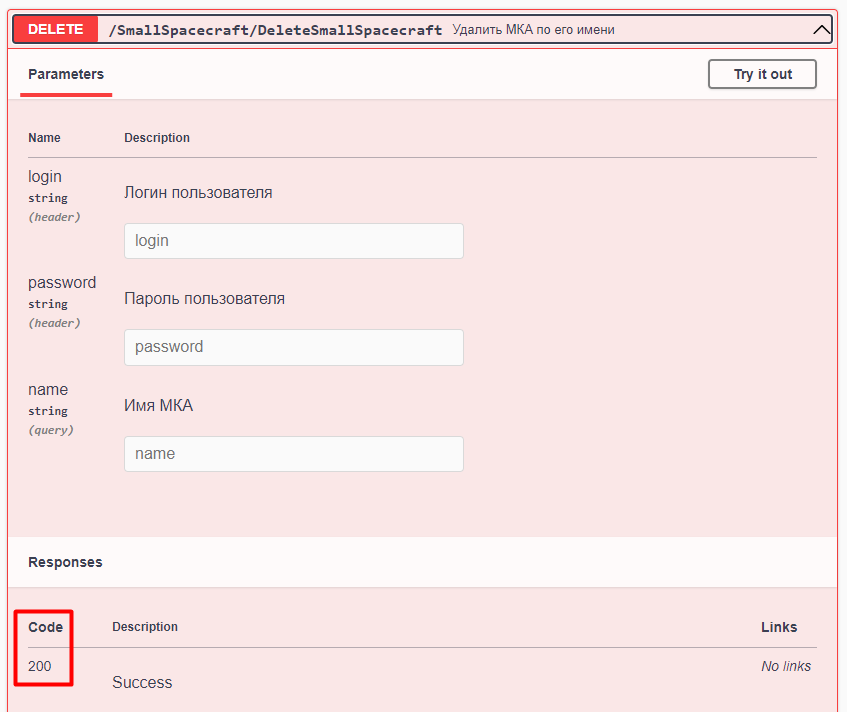 DELETE /SmallSpacecraft/DeleteSmallSpacecraft Удалить МКА по его имени
Parameters Try it out
Name Description
login
string
(header)
Логин пользователя
login
password
string
(header)
Пароль пользователя
password
name
string
(query)
Имя МКА
name
Responses
Code Description Links
200 No links
Success